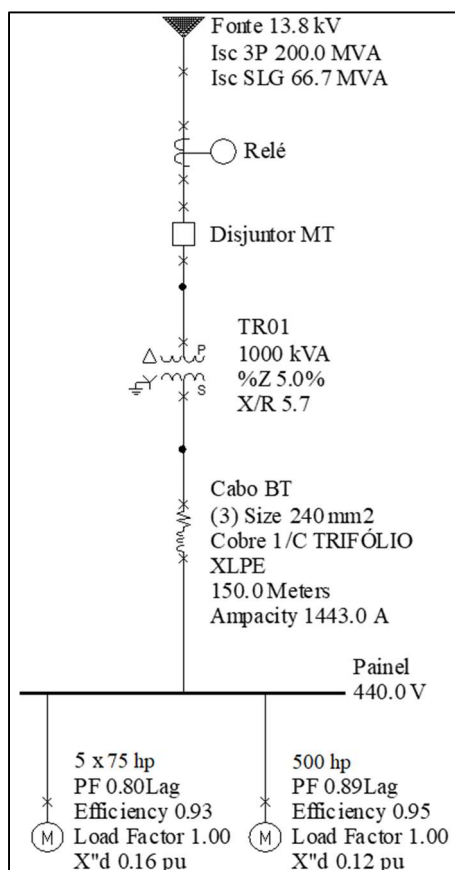 Fonte 13.8 kV
Isc 3P 200.0 MVA
Isc SLG 66.7 MVA
Relé
Disjuntor MT
P
S
TR01
1000 kVA
%Z 5.0%
X/R 5.7
Cabo BT
(3) Size 240 mm2
Cobre 1/C TRIFÓLIO
XLPE
150.0 Meters
Ampacity 1443.0 A
Painel
440.0 V
5 x 75 hp
PF 0.80Lag
Efficiency 0.93
Load Factor 1.00
X"d 0.16 pu
M
500 hp
PF 0.89Lag
Efficiency 0.95
Load Factor 1.00
X"d 0.12 pu
M